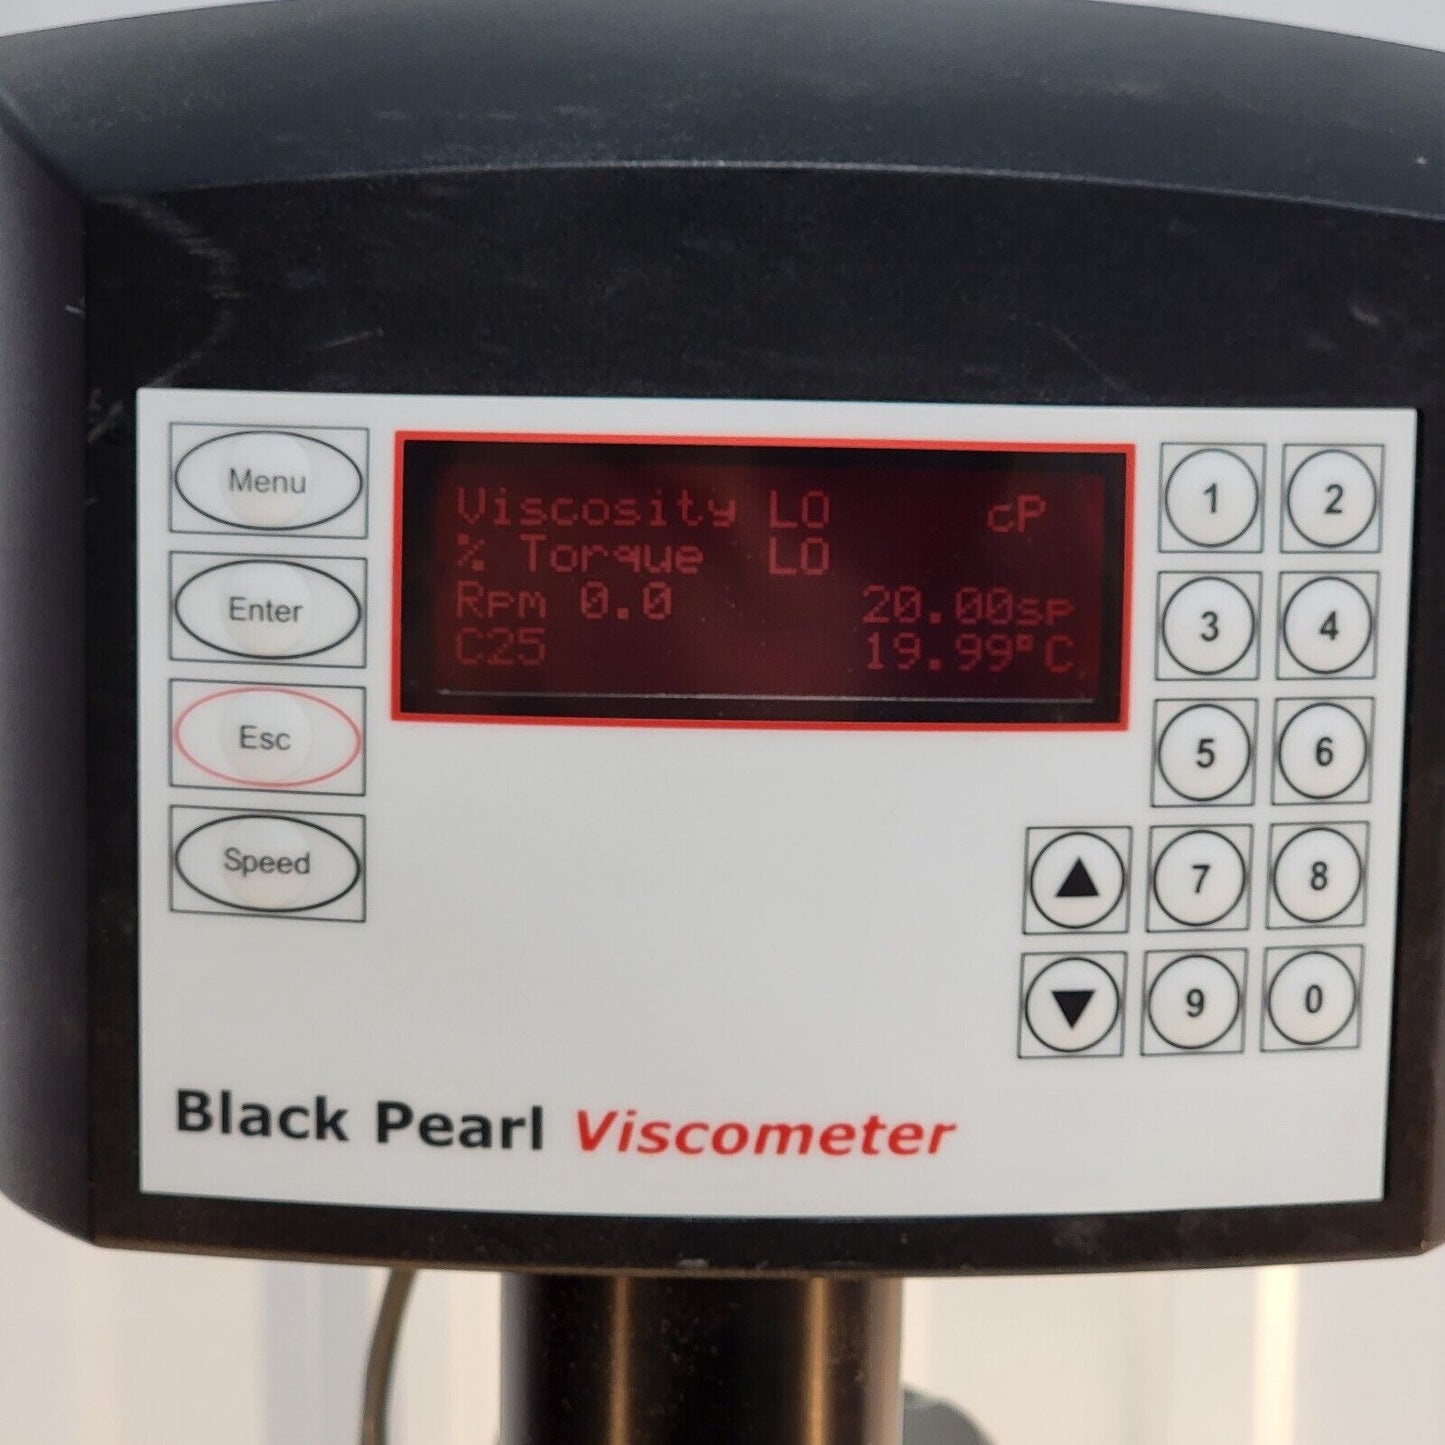 Menu
Enter
Esc
Speed
Viscosity LO cP
% Torque LO
Rpm 0.0 20.00sp
C25 19.99°C
1 2
3 4
5 6
▲ 7 8
▼ 9 0
Black Pearl Viscometer